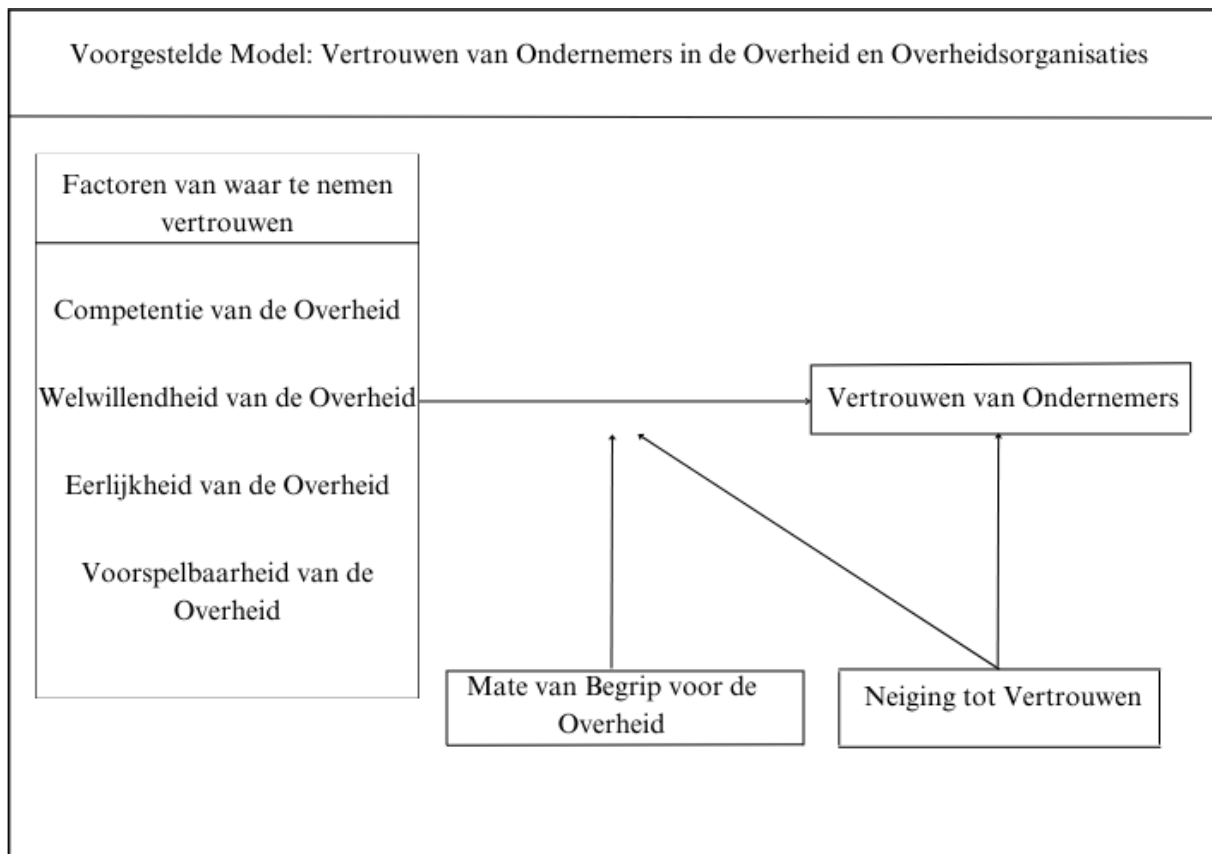 Voorgestelde Model: Vertrouwen van Ondernemers in de Overheid en Overheidsorganisaties
Factoren van waar te nemen
vertrouwen
Competentie van de Overheid
Welwillendheid van de Overheid
Eerlijkheid van de Overheid
Voorspelbaarheid van de
Overheid
Vertrouwen van Ondernemers
Mate van Begrip voor de
Overheid
Neiging tot Vertrouwen